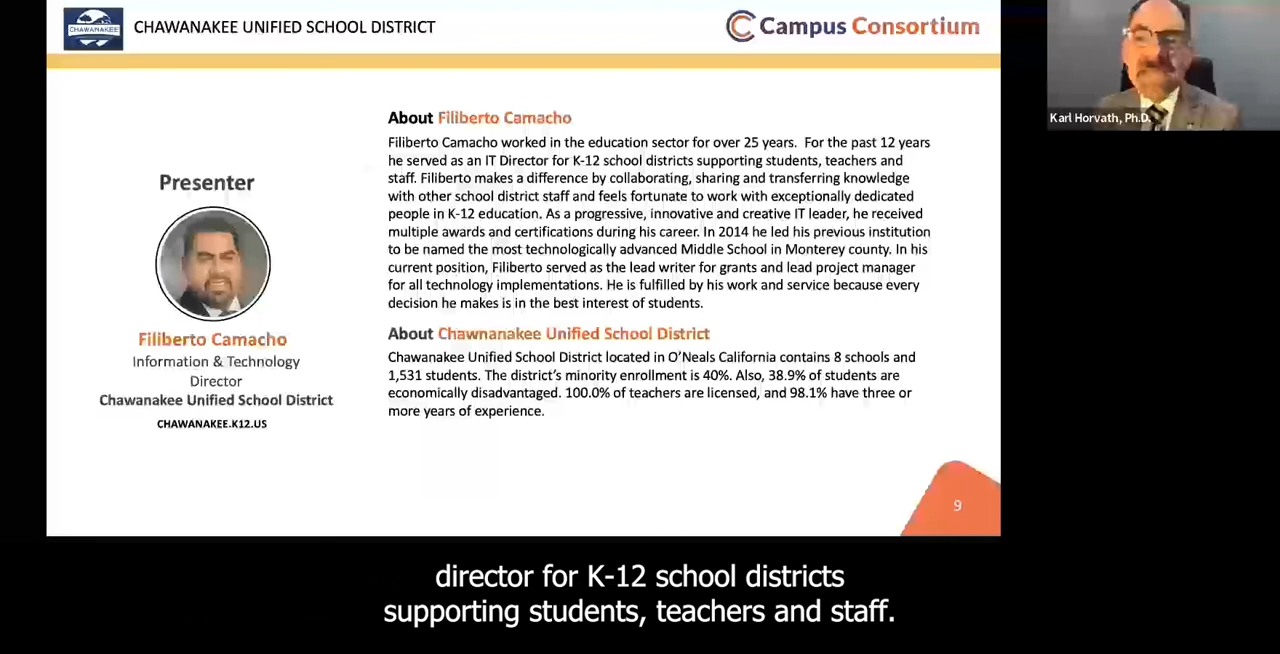 CHAWANAKEE
CHAWANAKEE UNIFIED SCHOOL DISTRICT
Campus Consortium
Karl Horvath, Ph.D.
Presenter
Filiberto Camacho
Information & Technology
Director
Chawanakee Unified School District
CHAWANAKEE.K12.US
About Filiberto Camacho
Filiberto Camacho worked in the education sector for over 25 years.  For the past 12 years
he served as an IT Director for K-12 school districts supporting students, teachers and
staff. Filiberto makes a difference by collaborating, sharing and transferring knowledge
with other school district staff and feels fortunate to work with exceptionally dedicated
people in K-12 education. As a progressive, innovative and creative IT leader, he received
multiple awards and certifications during his career. In 2014 he led his previous institution
to be named the most technologically advanced Middle School in Monterey county. In his
current position, Filiberto served as the lead writer for grants and lead project manager
for all technology implementations. He is fulfilled by his work and service because every
decision he makes is in the best interest of students.
About Chawnanakee Unified School District
Chawanakee Unified School District located in O'Neals California contains 8 schools and
1,531 students. The district's minority enrollment is 40%. Also, 38.9% of students are
economically disadvantaged. 100.0% of teachers are licensed, and 98.1% have three or
more years of experience.
9
director for K-12 school districts
supporting students, teachers and staff.